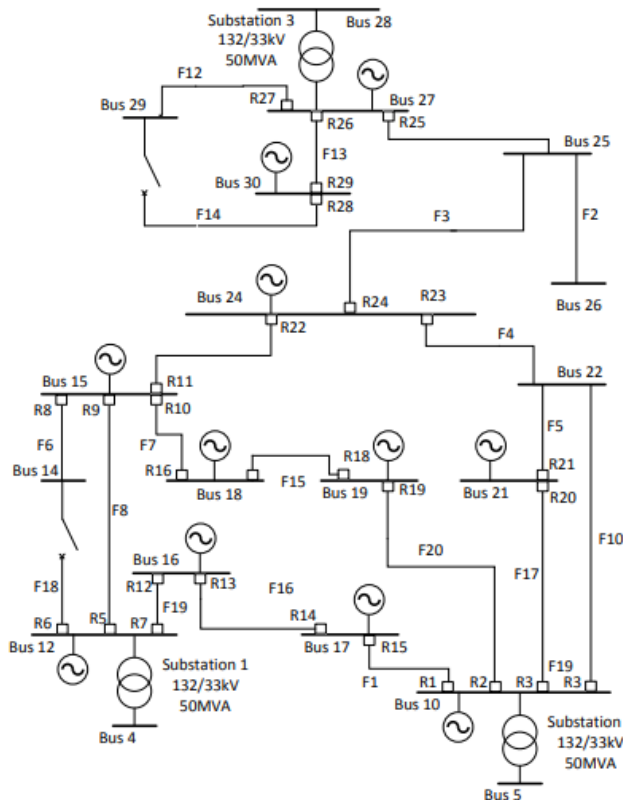 Substation 3
132/33kV
50MVA
Bus 28
F12
Bus 29
R27
Bus 27
R26
R25
F13
Bus 25
Bus 30
R29
R28
F14
F3
F2
Bus 24
R24
R23
Bus 26
R22
F4
Bus 22
Bus 15
R11
R8
R9
R10
F6
F7
F5
R21
Bus 14
R16
R18
Bus 18
F15
Bus 19
R19
Bus 21
R20
F8
F10
Bus 16
F20
F17
R12
R13
F16
F18
F19
R14
R6
R5
R7
Bus 17
R15
Bus 12
F1
F19
Substation 1
132/33kV
50MVA
R1
R2
R3
R3
Bus 10
Substation
132/33kV
50MVA
Bus 4
Bus 5